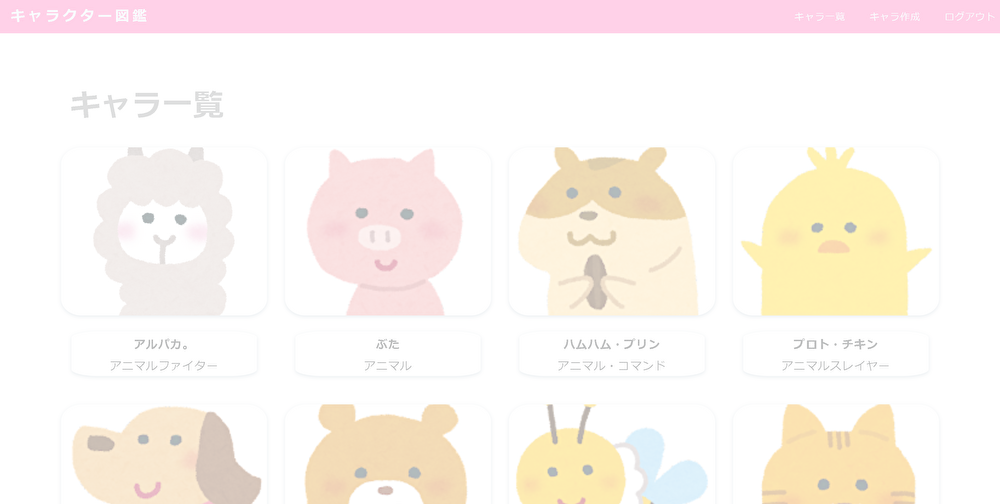 キャラクター図鑑
キャラ一覧
キャラ作成
ログアウト
キャラ一覧
アルパカ。
アニマルファイター
ぶた
アニマル
ハムハム・プリン
アニマル・コマンド
プロト・チキン
アニマルスレイヤー